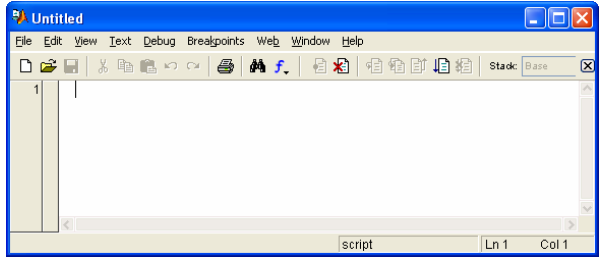 Untitled
File Edit View Text Debug Breakpoints Web Window Help
f Stack: Base
1
script Ln 1 Col 1